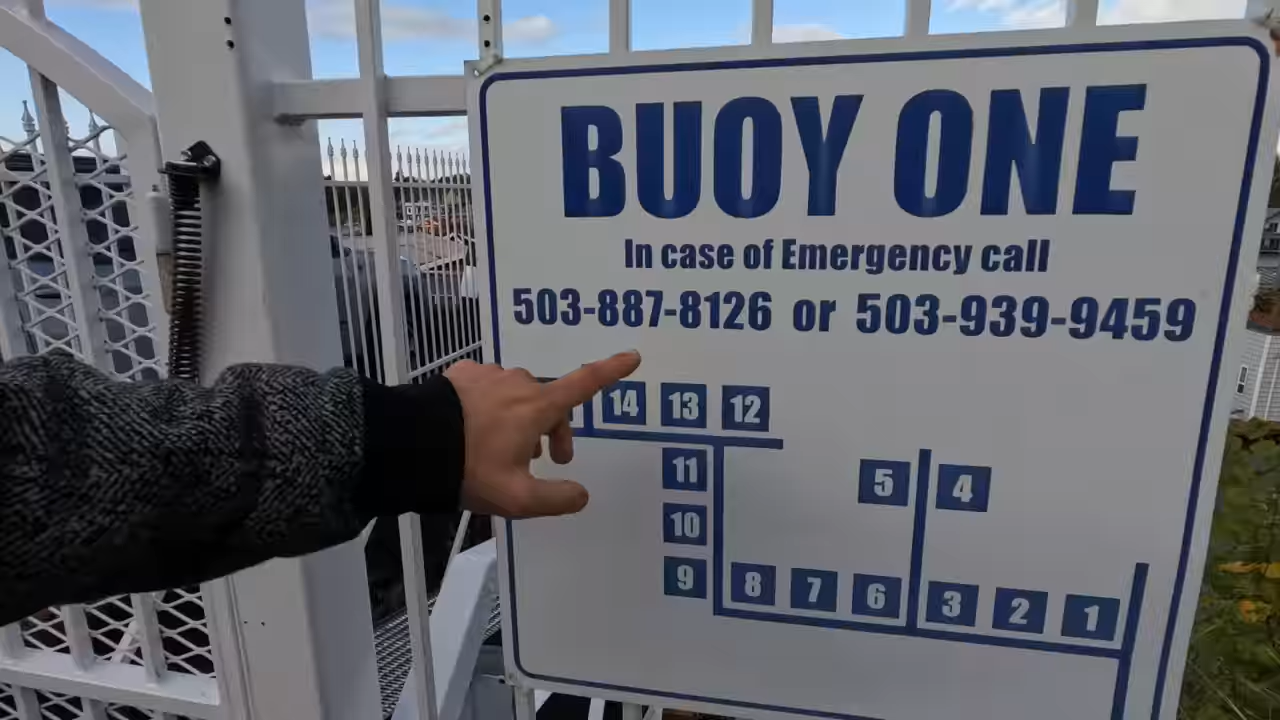 BUOY ONE
In case of Emergency call
503-887-8126 or 503-939-9459
14 13 12
11
5 4
10
9 8 7 6 3 2 1